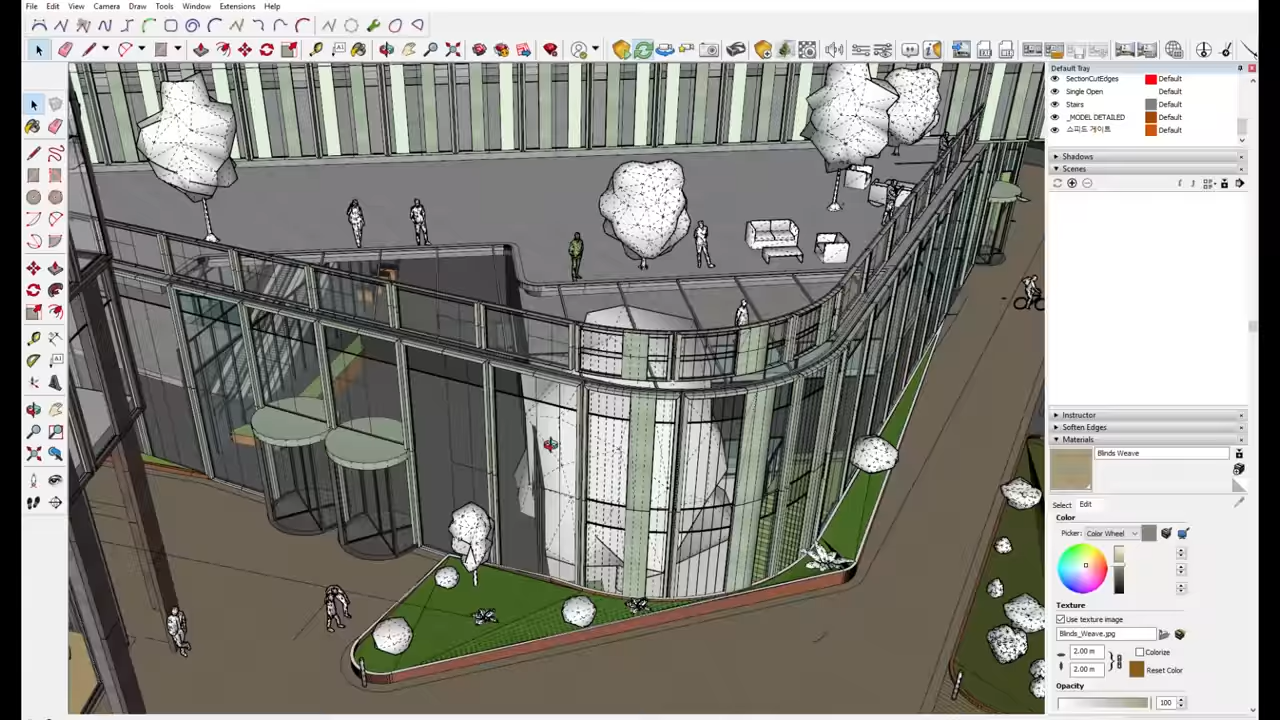 File Edit View Camera Draw Tools Window Extensions Help
Default Tray
SectionCutEdges Default
Single Open Default
Stairs Default
_MODEL DETAILED Default
스피드 게이트 Default
Shadows
Scenes
Instructor
Soften Edges
Materials
Blinds Weave
Select Edit
Color
Picker: Color Wheel
Texture
Use texture image
Blinds_Weave.jpg
2.00 m Colorize
2.00 m Reset Color
Opacity
100